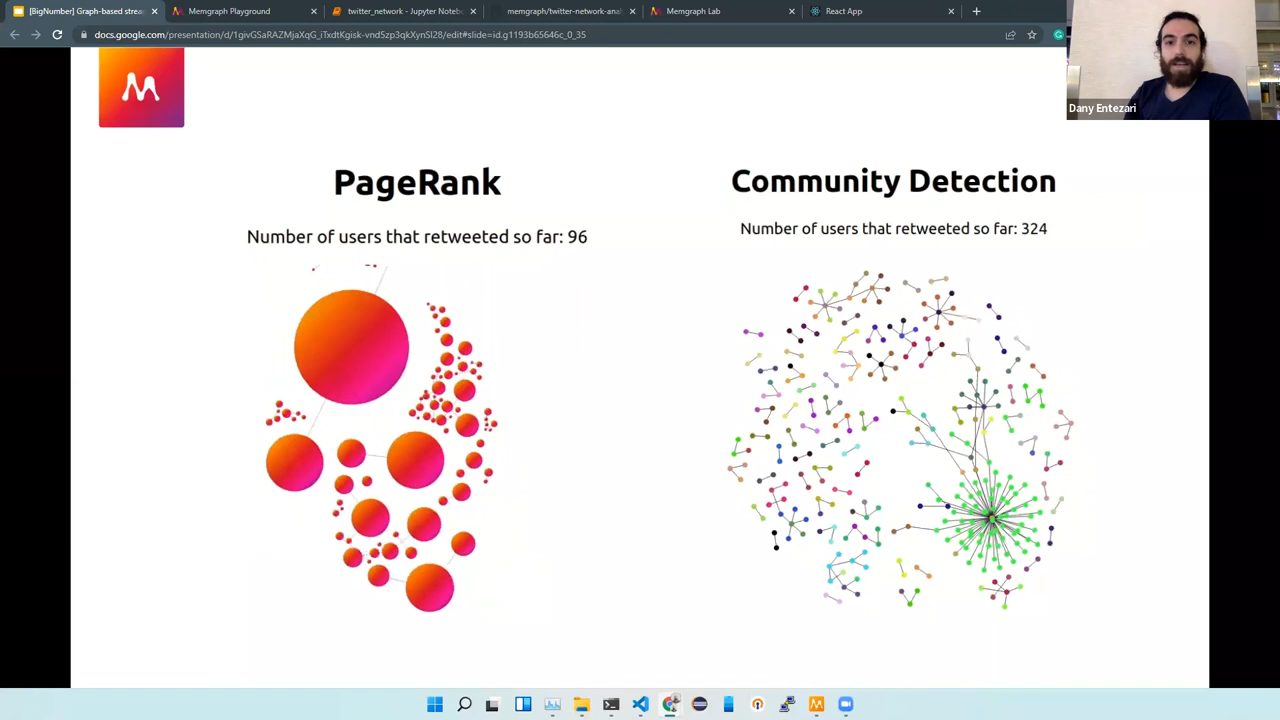 [BigNumber] Graph-based strea
Memgraph Playground
twitter_network - Jupyter Noteb
memgraph/twitter-network-anal
Memgraph Lab
React App
docs.google.com/presentation/d/1givGSaRAZMjaXqG_iTxdtKgisk-vnd5zp3qkXynSI28/edit#slide=id.g1193b65646c_0_35
Dany Entezari
PageRank
Number of users that retweeted so far: 96
Community Detection
Number of users that retweeted so far: 324